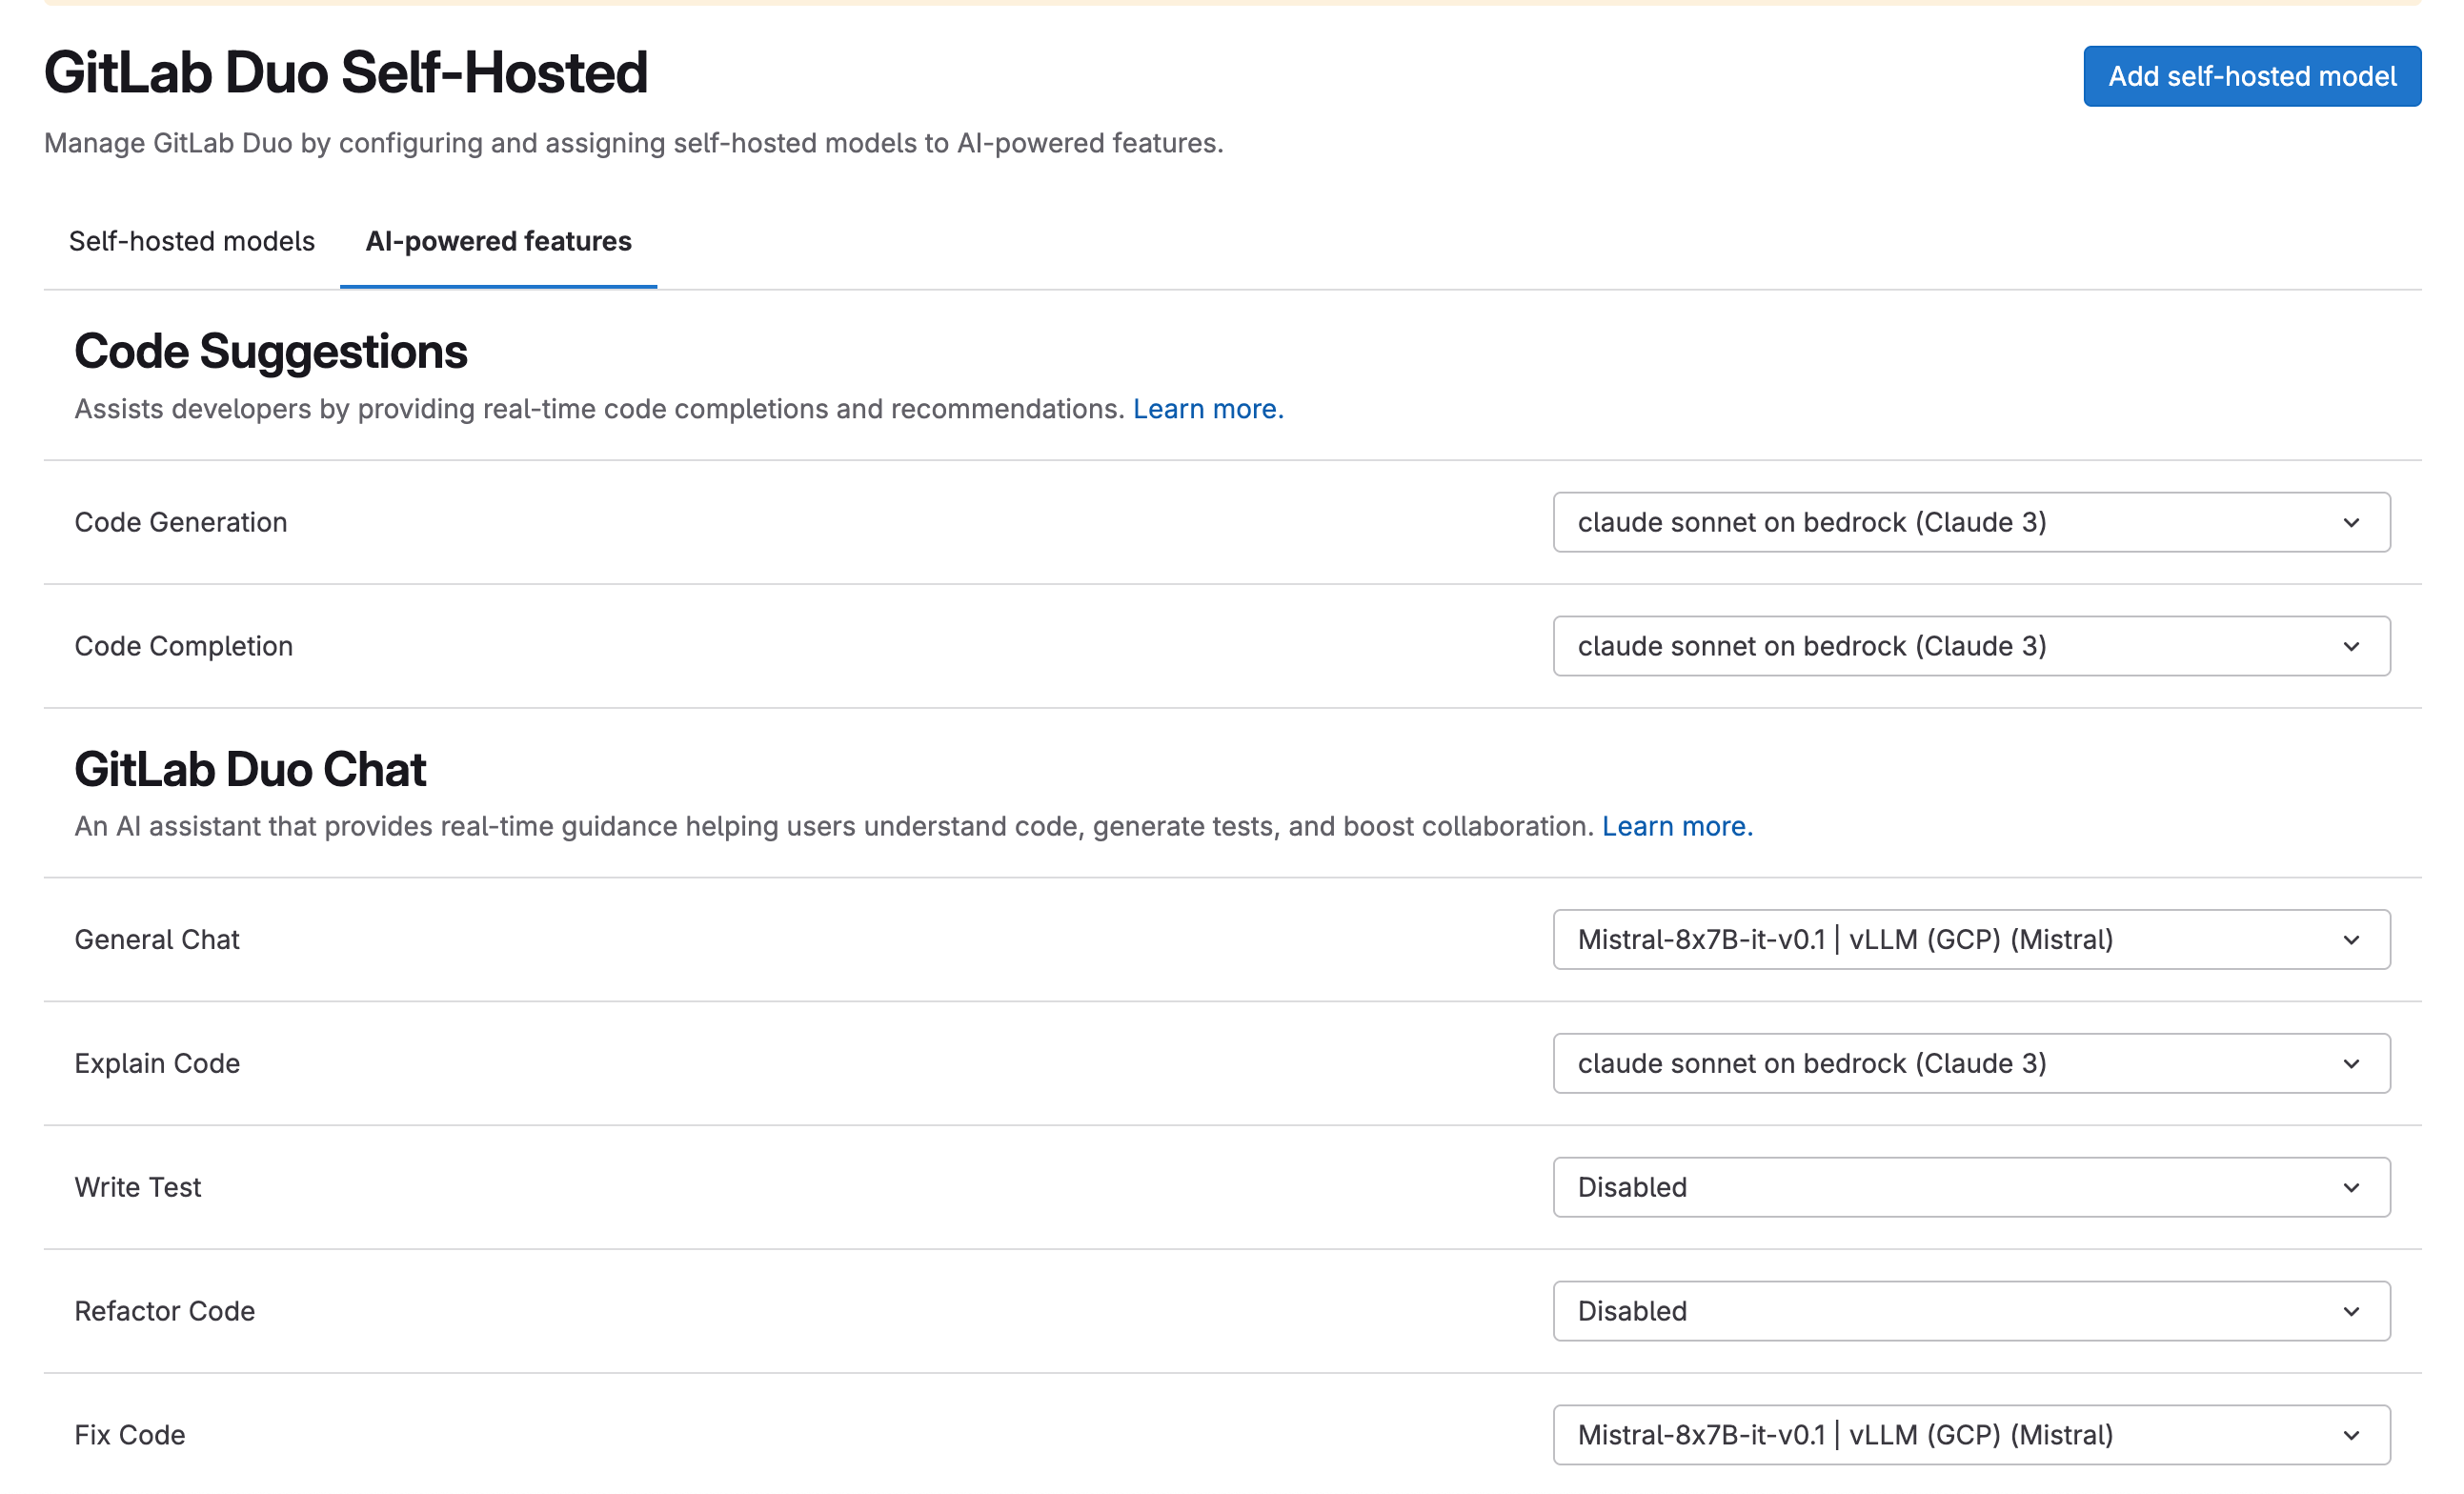 GitLab Duo Self-Hosted
Add self-hosted model
Manage GitLab Duo by configuring and assigning self-hosted models to AI-powered features.
Self-hosted models
AI-powered features
Code Suggestions
Assists developers by providing real-time code completions and recommendations. Learn more.
Code Generation
claude sonnet on bedrock (Claude 3)
Code Completion
claude sonnet on bedrock (Claude 3)
GitLab Duo Chat
An AI assistant that provides real-time guidance helping users understand code, generate tests, and boost collaboration. Learn more.
General Chat
Mistral-8x7B-it-v0.1 | vLLM (GCP) (Mistral)
Explain Code
claude sonnet on bedrock (Claude 3)
Write Test
Disabled
Refactor Code
Disabled
Fix Code
Mistral-8x7B-it-v0.1 | vLLM (GCP) (Mistral)